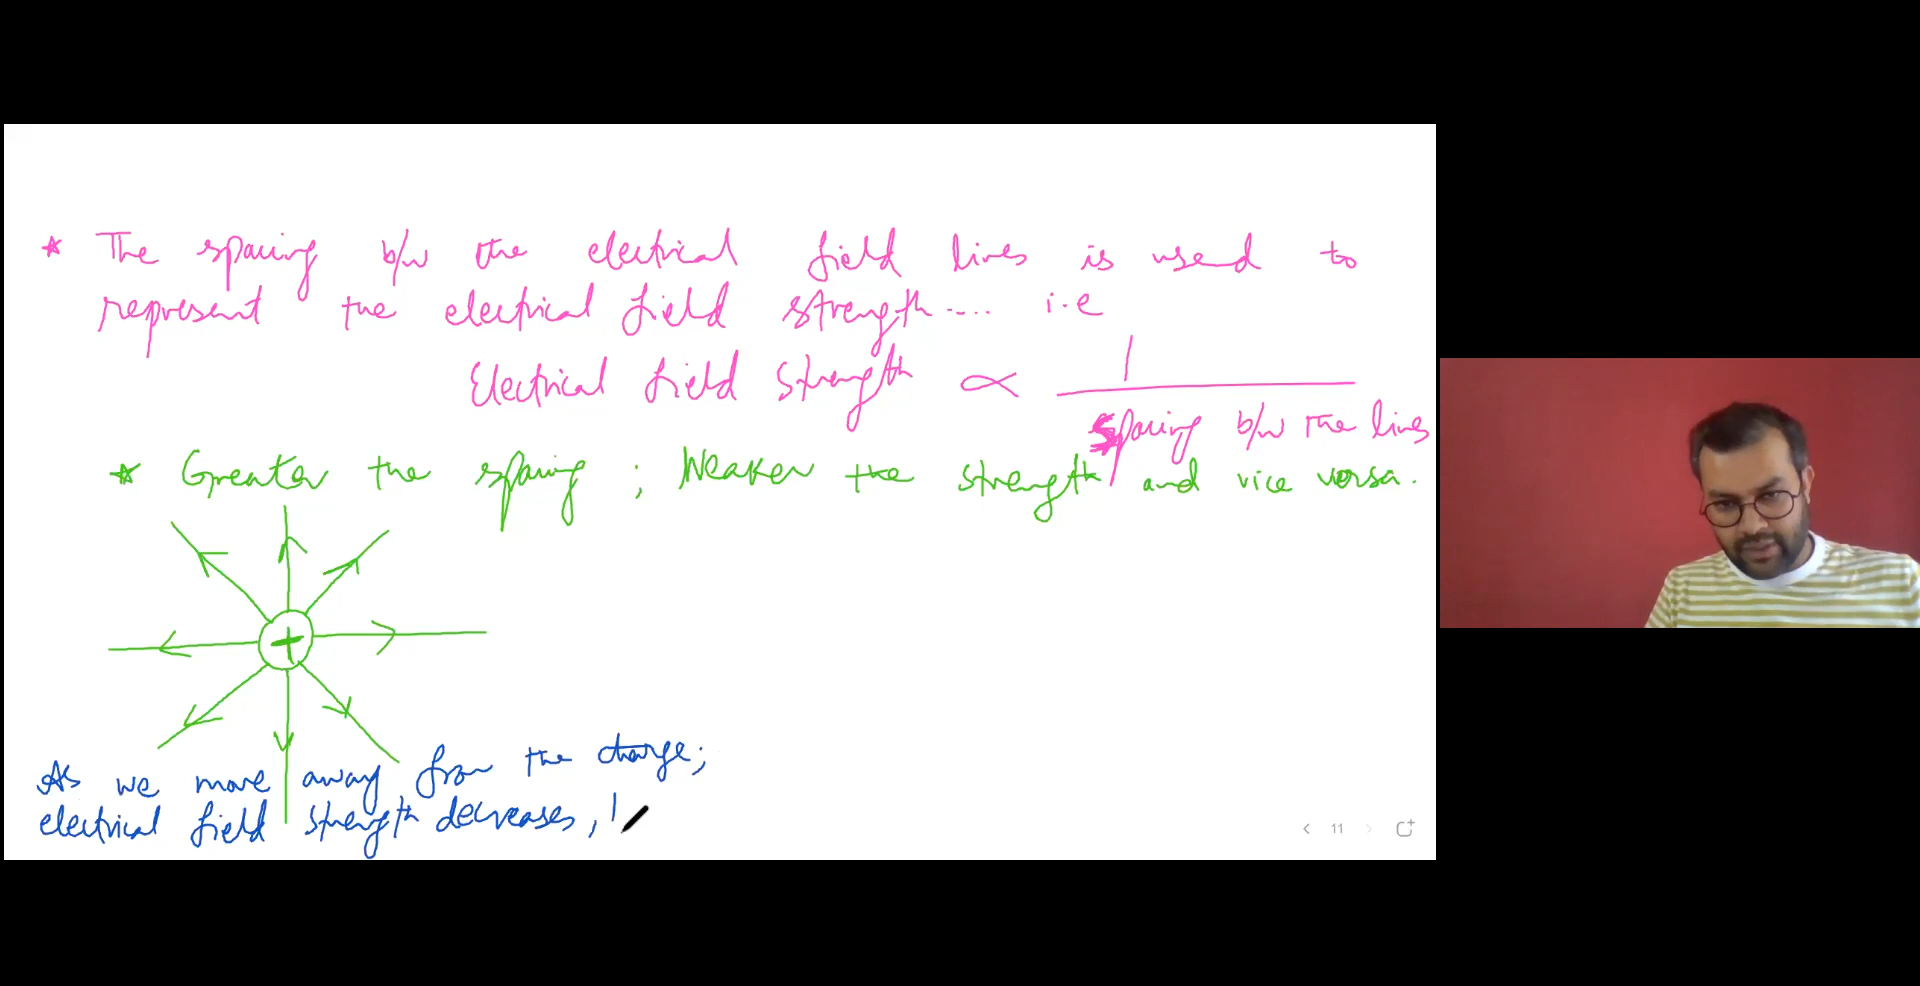 * The spacing b/w the electrical field lines is used to
represent the electrical field strength .... i.e
Electrical field strength ∝ 1
spacing b/w the lines
* Greater the spacing ; Weaker the strength and vice versa.
+
As we move away from the charge;
electrical field strength decreases,
< 11 >